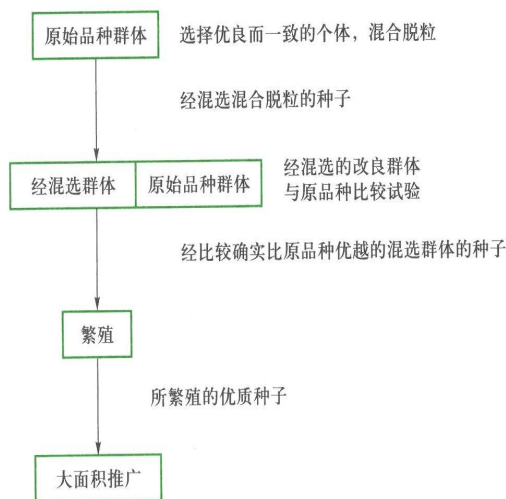 原始品种群体
选择优良而一致的个体，混合脱粒
经混选混合脱粒的种子
经混选群体
原始品种群体
经混选的改良群体
与原品种比较试验
经比较确实比原品种优越的混选群体的种子
繁殖
所繁殖的优质种子
大面积推广